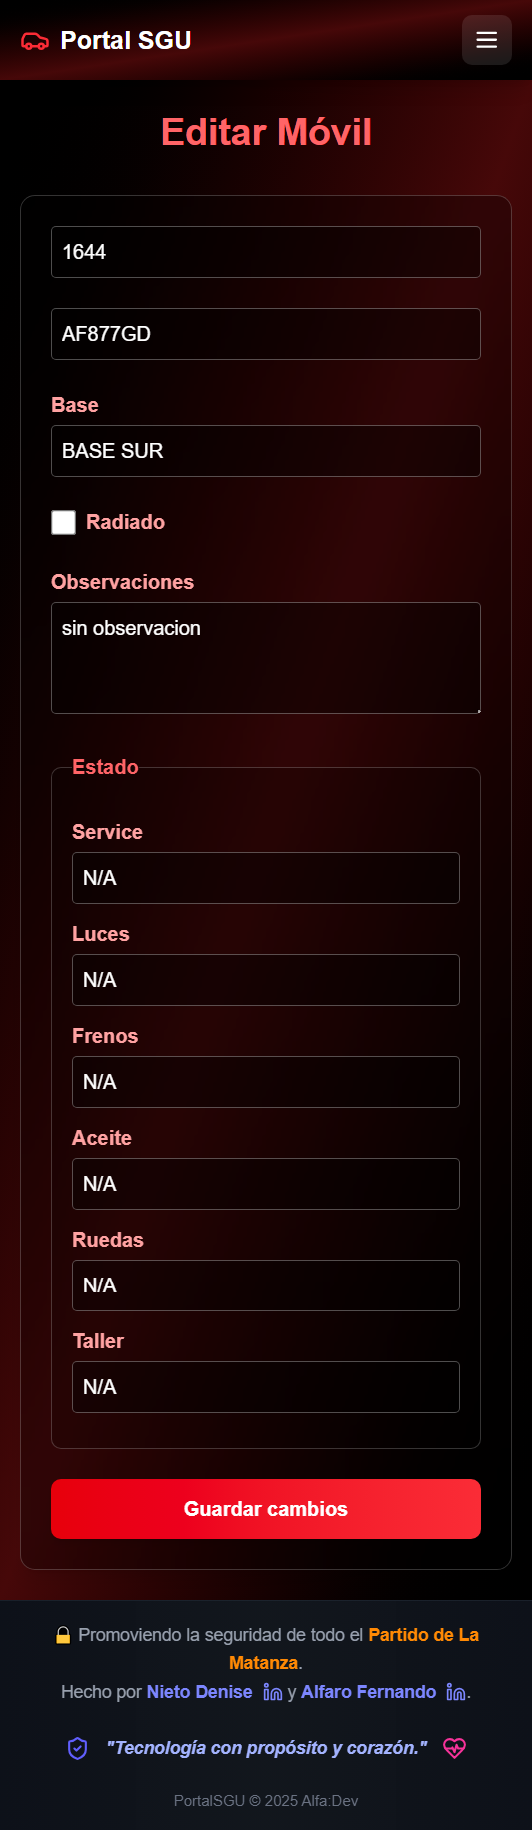 Portal SGU
Editar Móvil
1644
AF877GD
Base
BASE SUR
Radiado
Observaciones
sin observacion
Estado
Service
N/A
Luces
N/A
Frenos
N/A
Aceite
N/A
Ruedas
N/A
Taller
N/A
Guardar cambios
Promoviendo la seguridad de todo el Partido de La
Matanza.
Hecho por Nieto Denise in y Alfaro Fernando in.
"Tecnología con propósito y corazón."
PortalSGU © 2025 Alfa:Dev